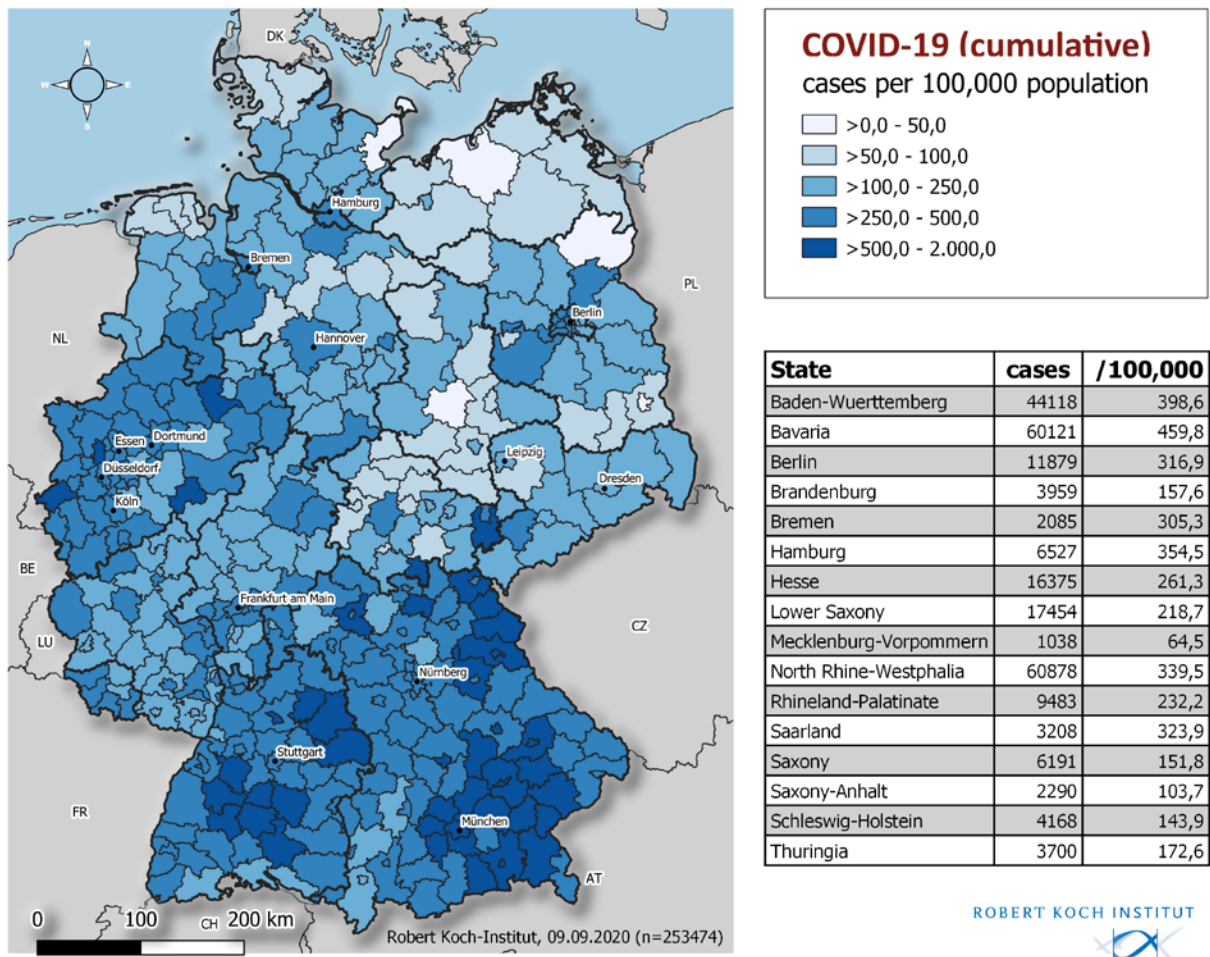 DK
N
W E
S
Hamburg
Bremen
PL
Berlin
NL
Hannover
Essen Dortmund
Düsseldorf
Leipzig
Dresden
Köln
BE
Frankfurt am Main
LU
CZ
Nürnberg
Stuttgart
FR
München
AT
0 100 CH 200 km
Robert Koch-Institut, 09.09.2020 (n=253474)
COVID-19 (cumulative)
cases per 100,000 population
>0,0 - 50,0
>50,0 - 100,0
>100,0 - 250,0
>250,0 - 500,0
>500,0 - 2.000,0
State cases /100,000
Baden-Wuerttemberg 44118 398,6
Bavaria 60121 459,8
Berlin 11879 316,9
Brandenburg 3959 157,6
Bremen 2085 305,3
Hamburg 6527 354,5
Hesse 16375 261,3
Lower Saxony 17454 218,7
Mecklenburg-Vorpommern 1038 64,5
North Rhine-Westphalia 60878 339,5
Rhineland-Palatinate 9483 232,2
Saarland 3208 323,9
Saxony 6191 151,8
Saxony-Anhalt 2290 103,7
Schleswig-Holstein 4168 143,9
Thuringia 3700 172,6
ROBERT KOCH INSTITUT